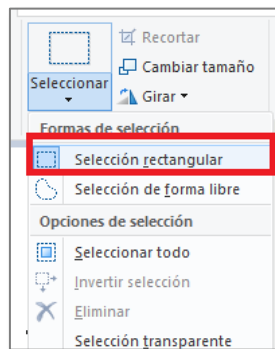 Recortar
Cambiar tamaño
Seleccionar
Girar
Formas de selección
Selección rectangular
Selección de forma libre
Opciones de selección
Seleccionar todo
Invertir selección
Eliminar
Selección transparente